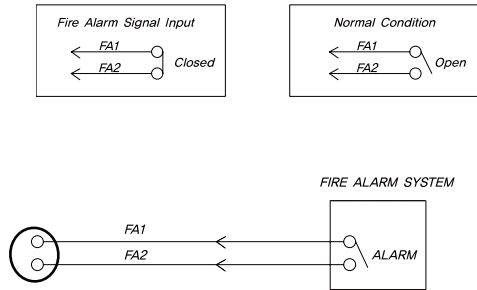 Fire Alarm Signal Input
FA1
FA2
Closed
Normal Condition
FA1
FA2
Open
FIRE ALARM SYSTEM
FA1
FA2
ALARM